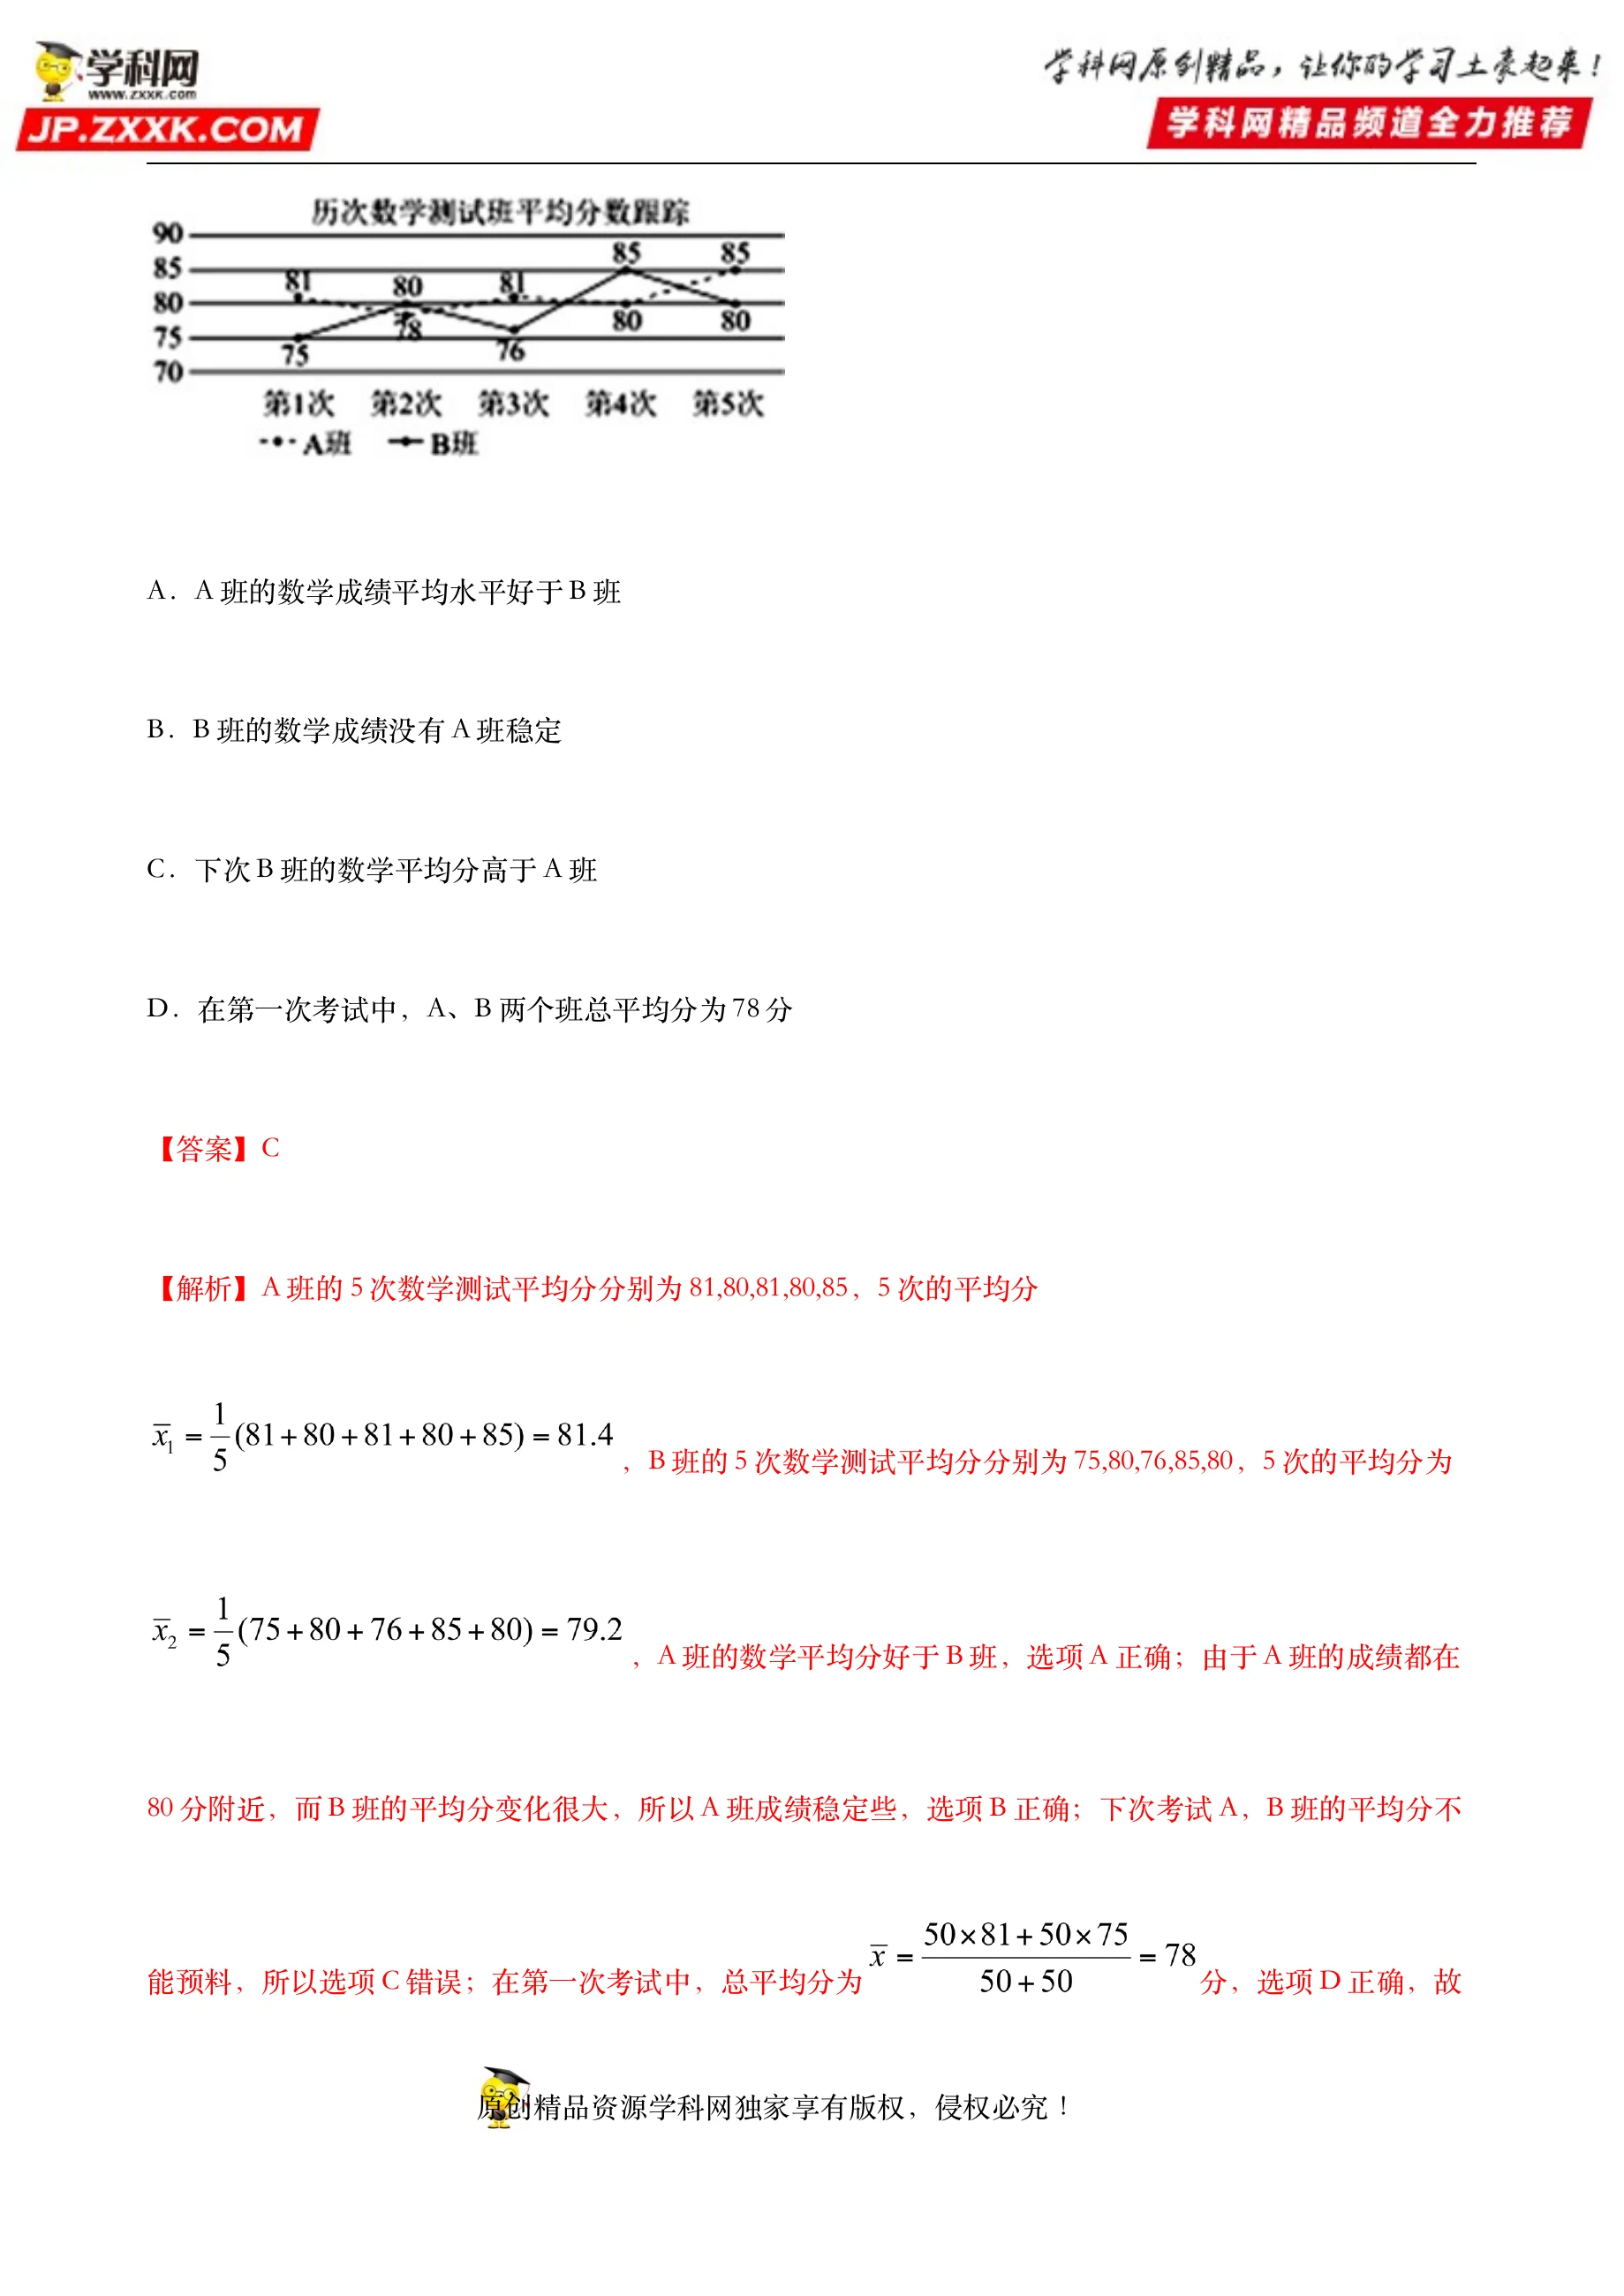 学科网
www.zxxk.com
JP.ZXXK.COM
学科网原创精品，让你的学习土豪起来！
学科网精品频道全力推荐
历次数学测试班平均分数跟踪
90
85 85
85
81 80 81
80
78 80 80
75
75 76
70
第1次 第2次 第3次 第4次 第5次
A班 B班
A．A 班的数学成绩平均水平好于 B 班
B．B 班的数学成绩没有 A 班稳定
C．下次 B 班的数学平均分高于 A 班
D．在第一次考试中，A、B 两个班总平均分为 78 分
【答案】C
【解析】A 班的 5 次数学测试平均分分别为 81,80,81,80,85，5 次的平均分
x̅₁ = 1/5 (81+80+81+80+85) = 81.4，B 班的 5 次数学测试平均分分别为 75,80,76,85,80，5 次的平均分为
x̅₂ = 1/5 (75+80+76+85+80) = 79.2，A 班的数学平均分好于 B 班，选项 A 正确；由于 A 班的成绩都在
80 分附近，而 B 班的平均分变化很大，所以 A 班成绩稳定些，选项 B 正确；下次考试 A，B 班的平均分不
能预料，所以选项 C 错误；在第一次考试中，总平均分为 x̅ = (50×81+50×75)/(50+50) = 78 分，选项 D 正确，故
原创精品资源学科网独家享有版权，侵权必究！